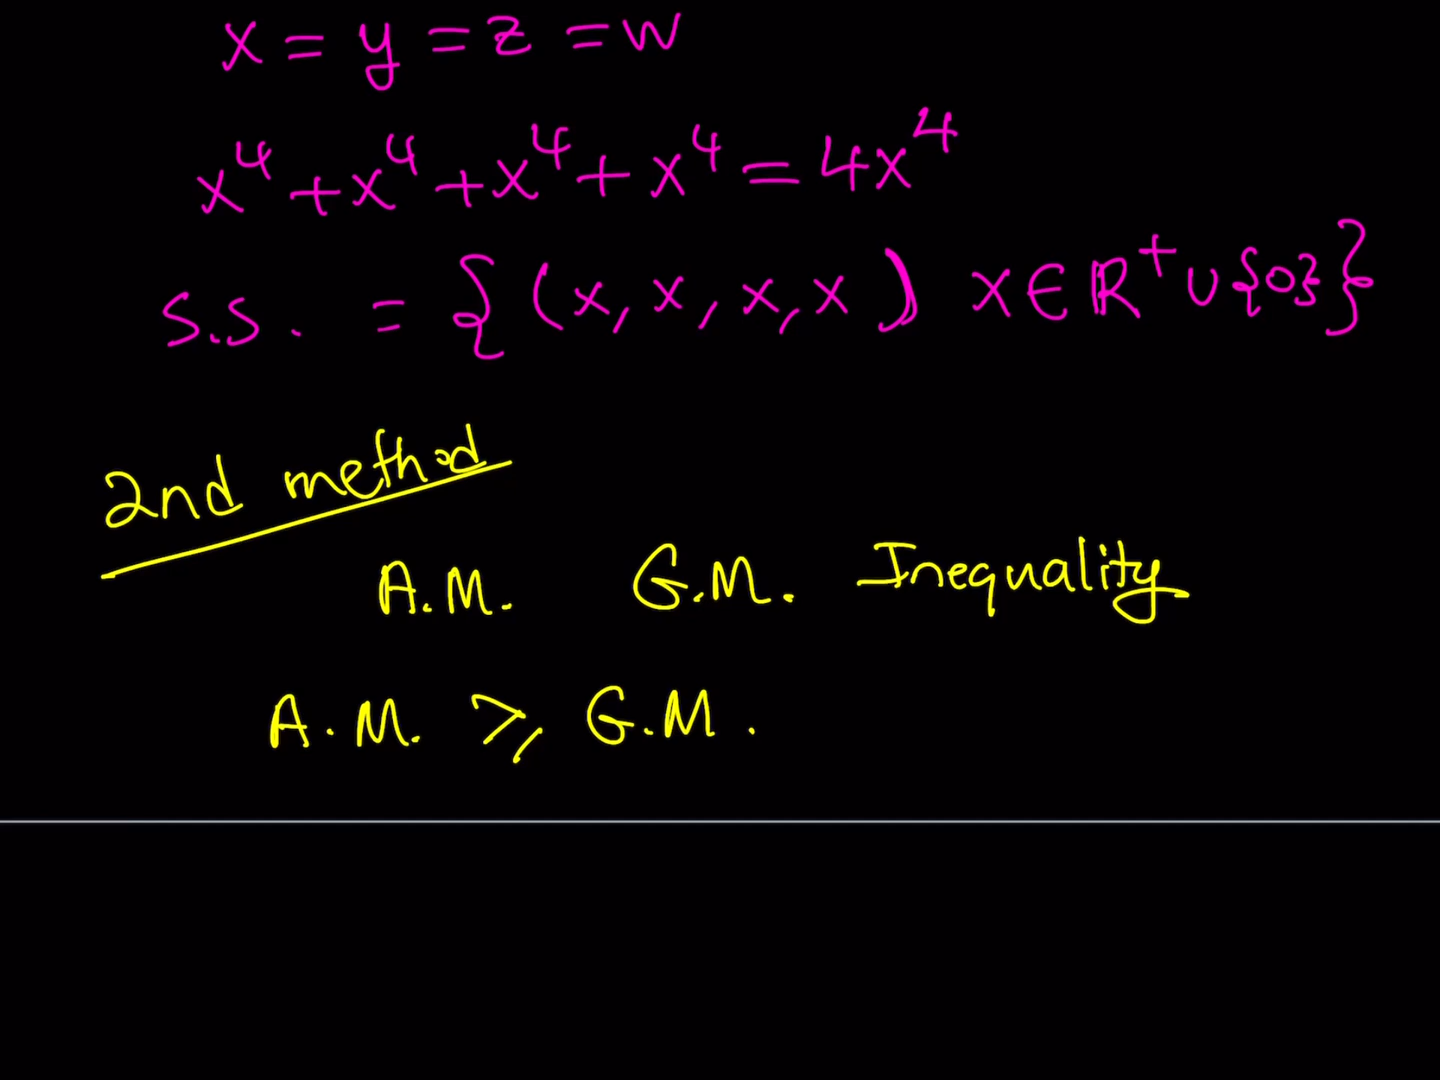 x = y = z = w
x⁴ + x⁴ + x⁴ + x⁴ = 4x⁴
S.S. = {(x, x, x, x) x∈R⁺∪{0}}
2nd method
A.M. G.M. Inequality
A.M. ⩾ G.M.